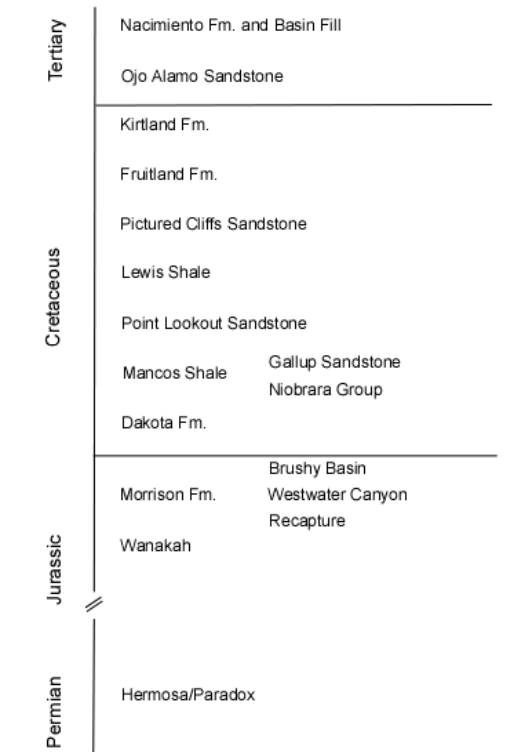 Tertiary
Nacimiento Fm. and Basin Fill
Ojo Alamo Sandstone
Cretaceous
Kirtland Fm.
Fruitland Fm.
Pictured Cliffs Sandstone
Lewis Shale
Point Lookout Sandstone
Mancos Shale
Gallup Sandstone
Niobrara Group
Dakota Fm.
Jurassic
Morrison Fm.
Brushy Basin
Westwater Canyon
Recapture
Wanakah
Permian
Hermosa/Paradox